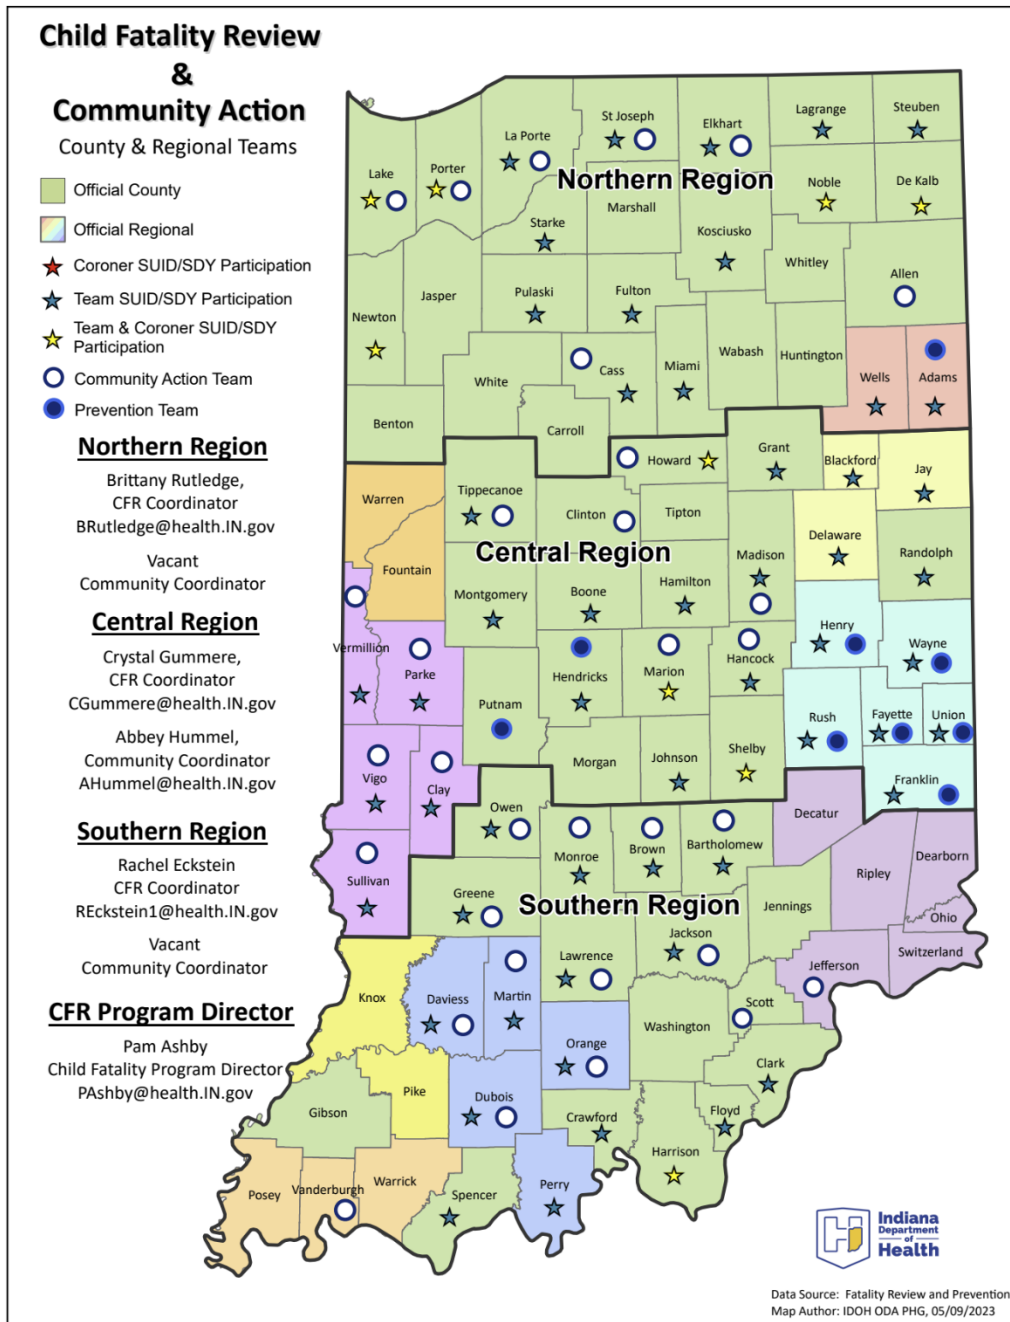 Child Fatality Review
&
Community Action
County & Regional Teams
Official County
Official Regional
Coroner SUID/SDY Participation
Team SUID/SDY Participation
Team & Coroner SUID/SDY
Participation
Community Action Team
Prevention Team
Northern Region
Brittany Rutledge,
CFR Coordinator
BRutledge@health.IN.gov
Vacant
Community Coordinator
Central Region
Crystal Gummere,
CFR Coordinator
CGummere@health.IN.gov
Abbey Hummel,
Community Coordinator
AHummel@health.IN.gov
Southern Region
Rachel Eckstein
CFR Coordinator
REckstein1@health.IN.gov
Vacant
Community Coordinator
CFR Program Director
Pam Ashby
Child Fatality Program Director
PAshby@health.IN.gov
Lake
Porter
La Porte
St Joseph
Elkhart
Lagrange
Steuben
Northern Region
Noble
De Kalb
Marshall
Starke
Kosciusko
Whitley
Allen
Jasper
Pulaski
Fulton
Newton
Wabash
Huntington
White
Cass
Miami
Wells
Adams
Benton
Carroll
Howard
Grant
Blackford
Jay
Warren
Tippecanoe
Clinton
Tipton
Delaware
Central Region
Madison
Randolph
Fountain
Montgomery
Boone
Hamilton
Henry
Wayne
Vermillion
Parke
Hendricks
Marion
Hancock
Putnam
Rush
Fayette
Union
Vigo
Clay
Morgan
Johnson
Shelby
Franklin
Owen
Decatur
Monroe
Brown
Bartholomew
Dearborn
Sullivan
Ripley
Greene
Southern Region
Jennings
Ohio
Jackson
Switzerland
Lawrence
Jefferson
Knox
Daviess
Martin
Scott
Washington
Orange
Clark
Pike
Dubois
Gibson
Crawford
Floyd
Harrison
Posey
Vanderburgh
Warrick
Spencer
Perry
Indiana
Department
of
Health
Data Source: Fatality Review and Prevention
Map Author: IDOH ODA PHG, 05/09/2023